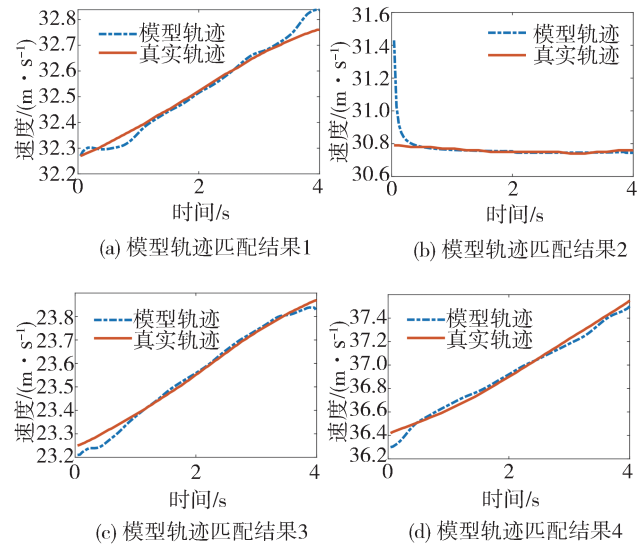 32.8
32.7
32.6
32.5
32.4
32.3
32.2
速度/(m·s⁻¹)
模型轨迹
真实轨迹
0 2 4
时间/s
(a) 模型轨迹匹配结果1
31.6
31.4
31.2
31.0
30.8
30.6
速度/(m·s⁻¹)
模型轨迹
真实轨迹
0 2 4
时间/s
(b) 模型轨迹匹配结果2
23.8
23.7
23.6
23.5
23.4
23.3
23.2
速度/(m·s⁻¹)
模型轨迹
真实轨迹
0 2 4
时间/s
(c) 模型轨迹匹配结果3
37.4
37.2
37.0
36.8
36.6
36.4
36.2
速度/(m·s⁻¹)
模型轨迹
真实轨迹
0 2 4
时间/s
(d) 模型轨迹匹配结果4